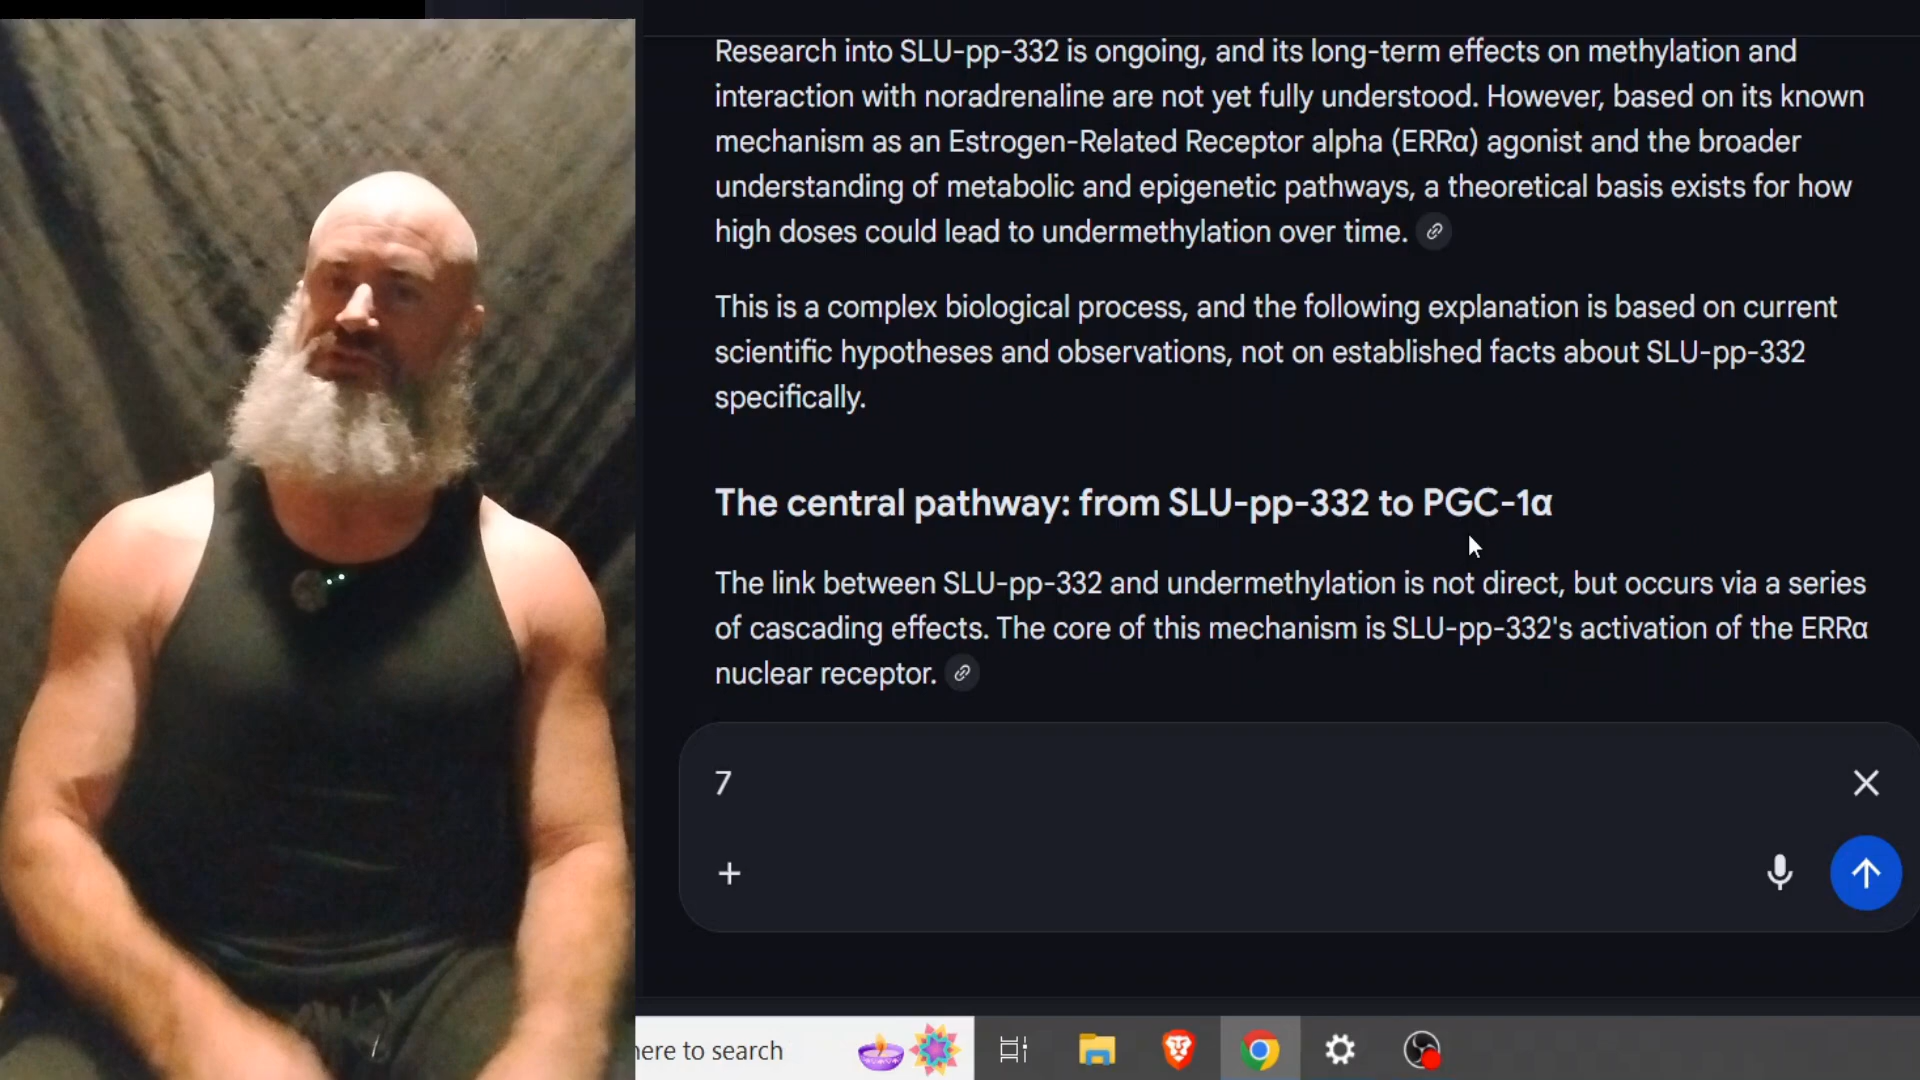 Research into SLU-pp-332 is ongoing, and its long-term effects on methylation and
interaction with noradrenaline are not yet fully understood. However, based on its known
mechanism as an Estrogen-Related Receptor alpha (ERRα) agonist and the broader
understanding of metabolic and epigenetic pathways, a theoretical basis exists for how
high doses could lead to undermethylation over time.
This is a complex biological process, and the following explanation is based on current
scientific hypotheses and observations, not on established facts about SLU-pp-332
specifically.
The central pathway: from SLU-pp-332 to PGC-1α
The link between SLU-pp-332 and undermethylation is not direct, but occurs via a series
of cascading effects. The core of this mechanism is SLU-pp-332's activation of the ERRα
nuclear receptor.
7
here to search